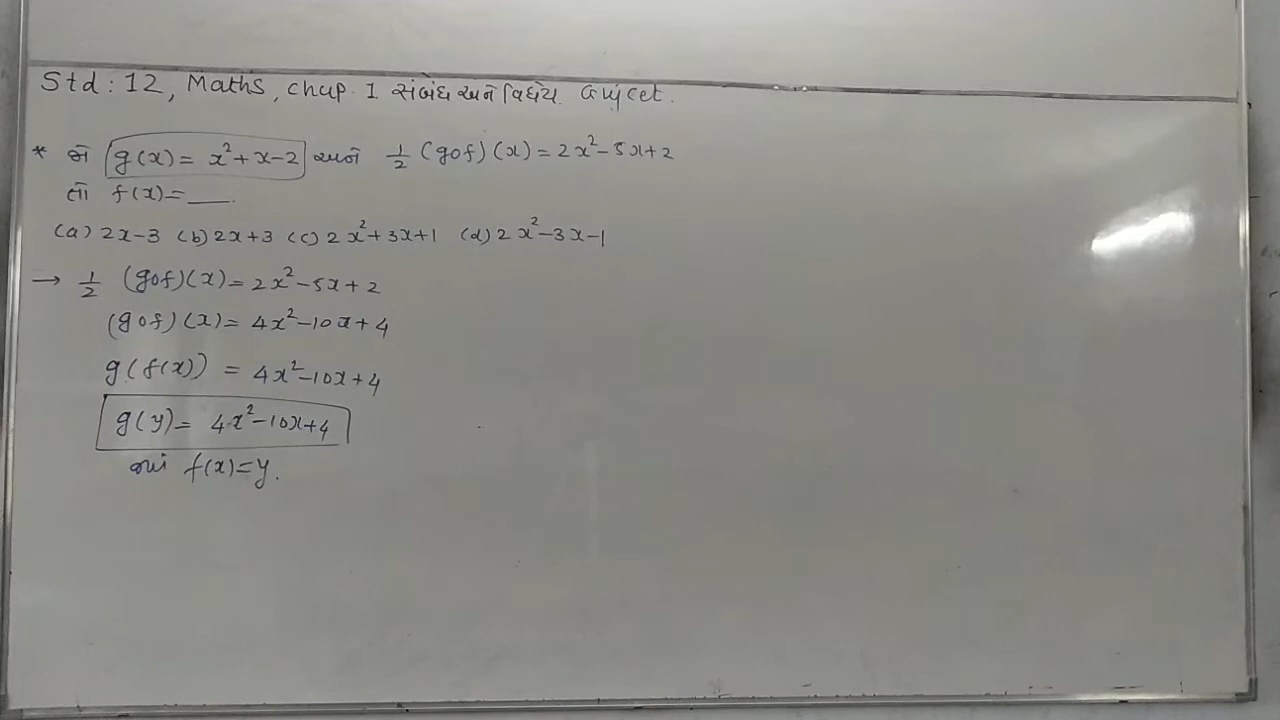 Std : 12, Maths, chap. 1 સંબંધ અને વિધેય. Gujcet.
* જો g(x) = x²+x-2 અને 1/2 (gof)(x) = 2x²-5x+2
તો f(x) = __.
(a) 2x-3 (b) 2x+3 (c) 2x²+3x+1 (d) 2x²-3x-1
→ 1/2 (gof)(x) = 2x²-5x+2
(gof)(x) = 4x²-10x+4
g(f(x)) = 4x²-10x+4
g(y) = 4x²-10x+4
જ્યાં f(x)=y.